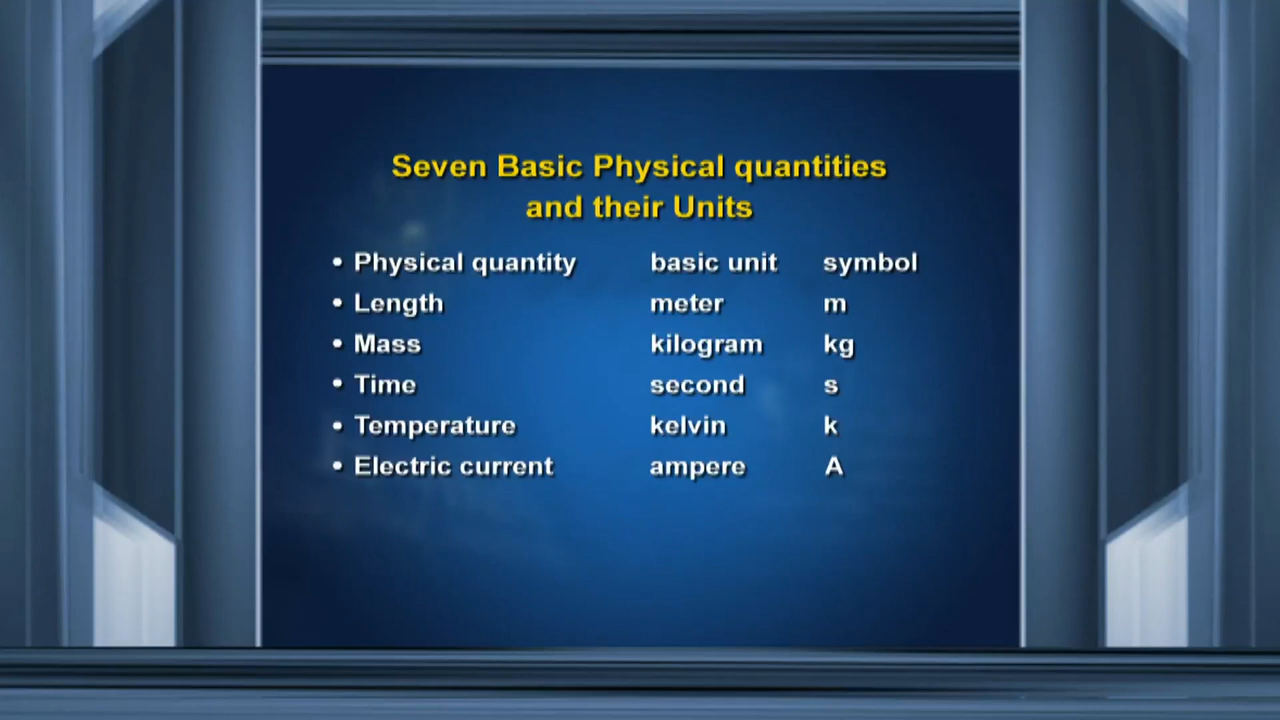 Seven Basic Physical quantities
and their Units
• Physical quantity basic unit symbol
• Length meter m
• Mass kilogram kg
• Time second s
• Temperature kelvin k
• Electric current ampere A